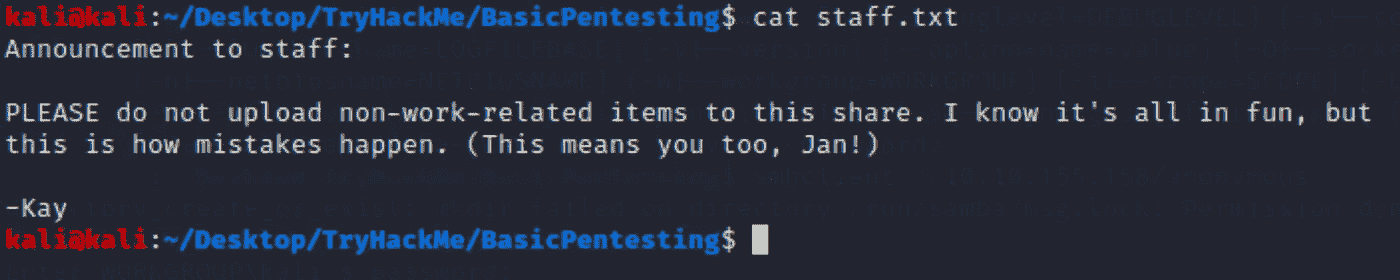 kali@kali:~/Desktop/TryHackMe/BasicPentesting$ cat staff.txt
Announcement to staff:
PLEASE do not upload non-work-related items to this share. I know it's all in fun, but
this is how mistakes happen. (This means you too, Jan!)
-Kay
kali@kali:~/Desktop/TryHackMe/BasicPentesting$